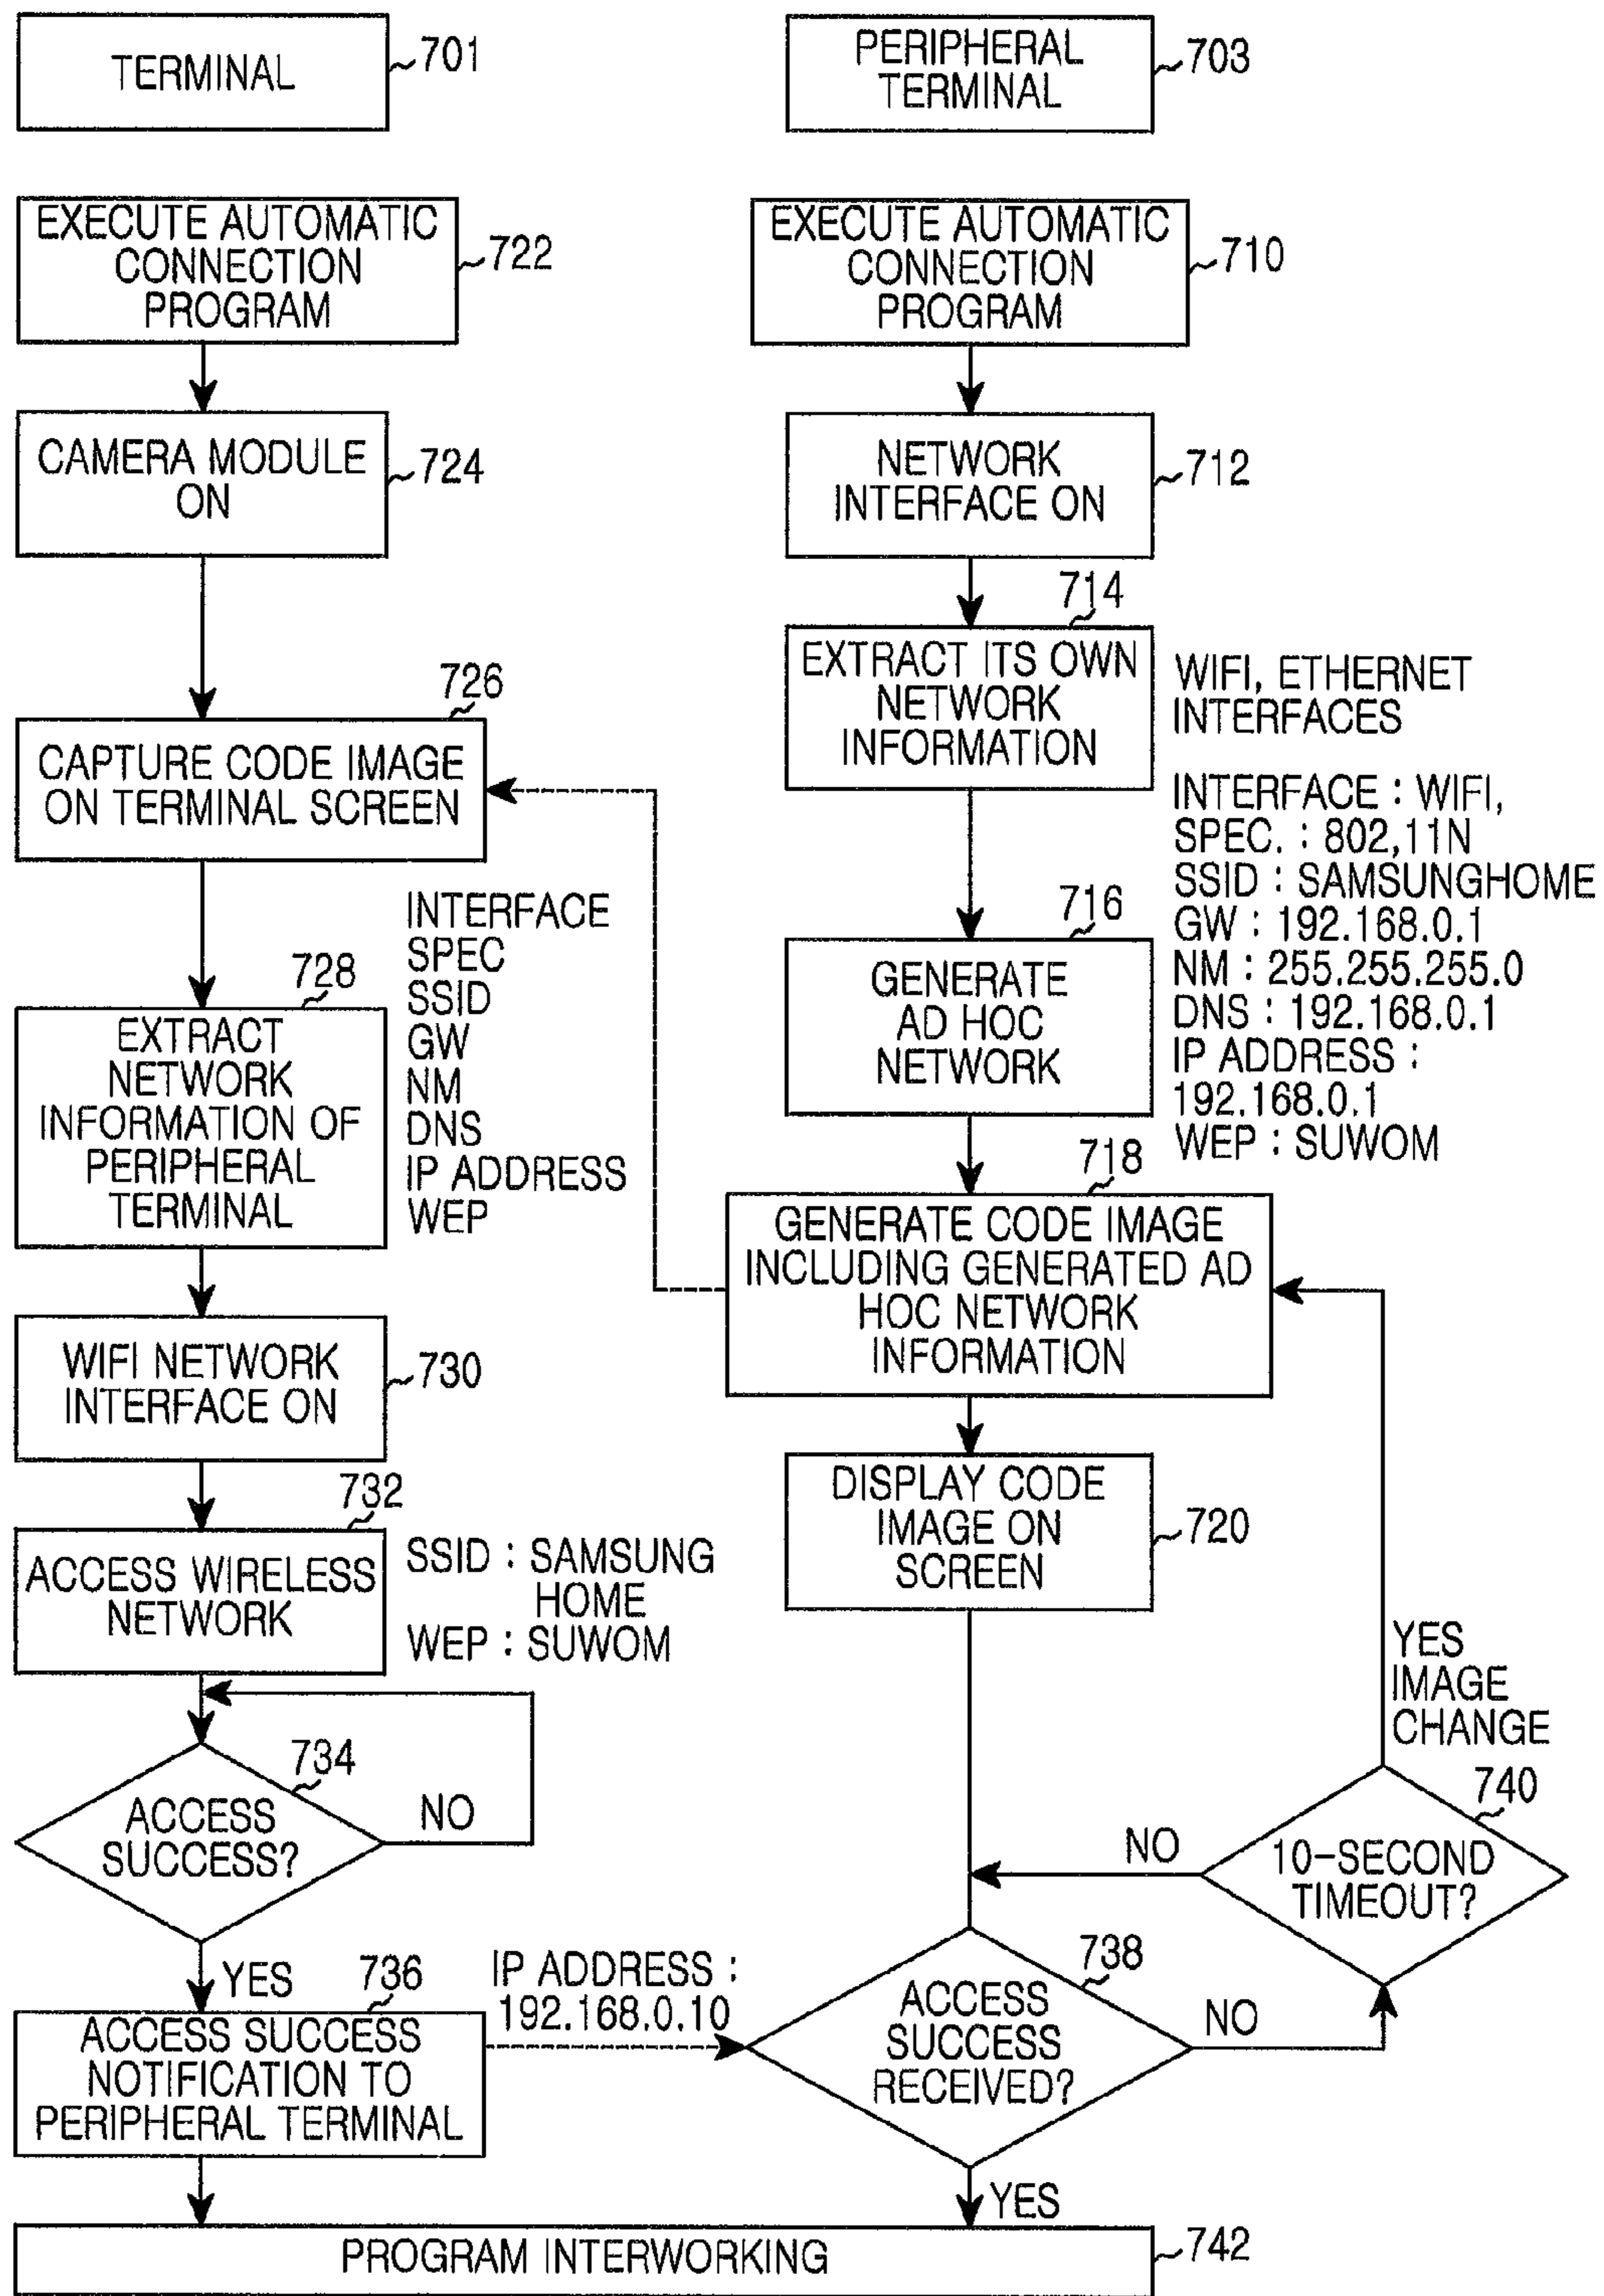 TERMINAL
701
PERIPHERAL
TERMINAL
703
EXECUTE AUTOMATIC
CONNECTION
PROGRAM
722
EXECUTE AUTOMATIC
CONNECTION
PROGRAM
710
CAMERA MODULE
ON
724
NETWORK
INTERFACE ON
712
714
EXTRACT ITS OWN
NETWORK
INFORMATION
WIFI, ETHERNET
INTERFACES
726
CAPTURE CODE IMAGE
ON TERMINAL SCREEN
INTERFACE : WIFI,
SPEC. : 802,11N
SSID : SAMSUNGHOME
GW : 192.168.0.1
NM : 255.255.255.0
DNS : 192.168.0.1
IP ADDRESS :
192.168.0.1
WEP : SUWOM
716
GENERATE
AD HOC
NETWORK
INTERFACE
SPEC
SSID
GW
NM
DNS
IP ADDRESS
WEP
728
EXTRACT
NETWORK
INFORMATION OF
PERIPHERAL
TERMINAL
718
GENERATE CODE IMAGE
INCLUDING GENERATED AD
HOC NETWORK
INFORMATION
WIFI NETWORK
INTERFACE ON
730
DISPLAY CODE
IMAGE ON
SCREEN
720
732
ACCESS WIRELESS
NETWORK
SSID : SAMSUNG
HOME
WEP : SUWOM
YES
IMAGE
CHANGE
734
ACCESS
SUCCESS?
NO
740
10-SECOND
TIMEOUT?
NO
YES
736
ACCESS SUCCESS
NOTIFICATION TO
PERIPHERAL TERMINAL
IP ADDRESS :
192.168.0.10
738
ACCESS
SUCCESS
RECEIVED?
NO
YES
PROGRAM INTERWORKING
742